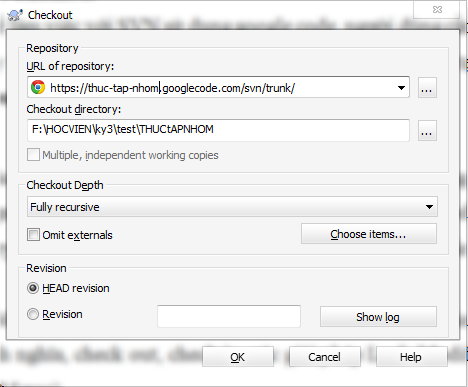 Checkout
Repository
URL of repository:
https://thuc-tap-nhom.googlecode.com/svn/trunk/
...
Checkout directory:
F:\HOCVIEN\ky3\test\THUCtAPNHOM
...
Multiple, independent working copies
Checkout Depth
Fully recursive
Omit externals
Choose items...
Revision
HEAD revision
Revision
Show log
OK
Cancel
Help